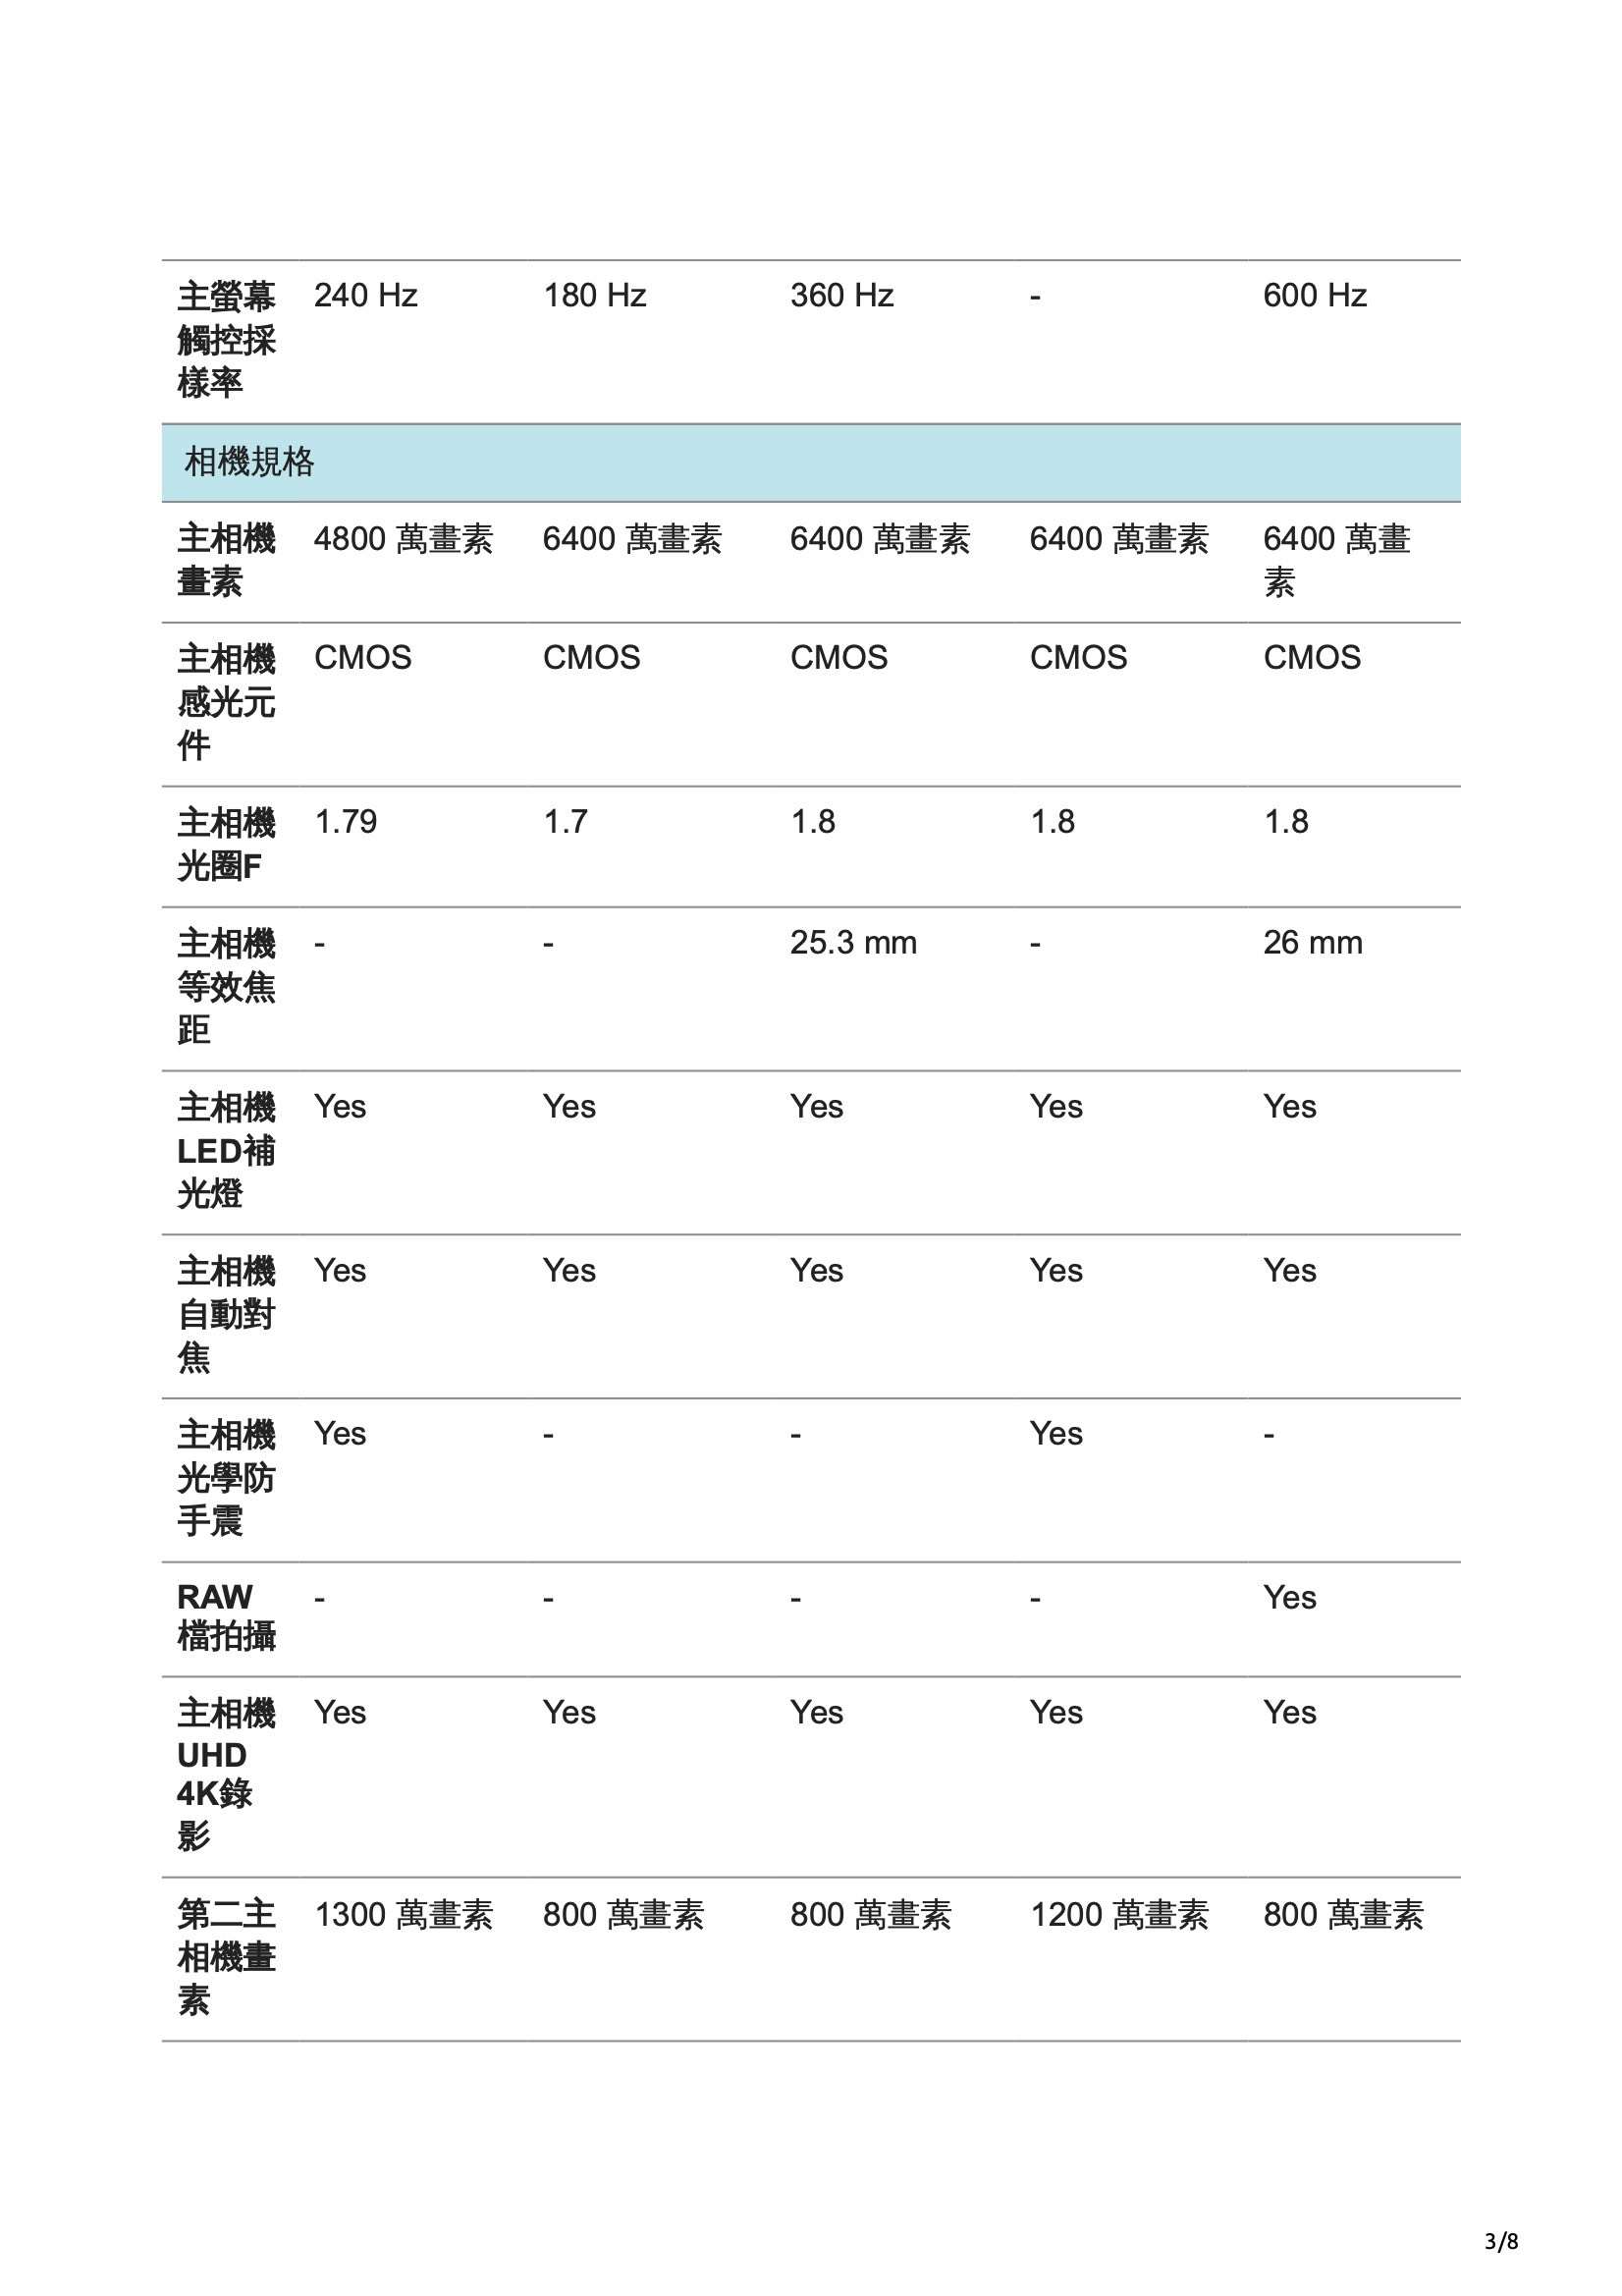 主螢幕 240 Hz 180 Hz 360 Hz - 600 Hz
觸控採
樣率
相機規格
主相機 4800 萬畫素 6400 萬畫素 6400 萬畫素 6400 萬畫素 6400 萬畫
畫素 素
主相機 CMOS CMOS CMOS CMOS CMOS
感光元
件
主相機 1.79 1.7 1.8 1.8 1.8
光圈F
主相機 - - 25.3 mm - 26 mm
等效焦
距
主相機 Yes Yes Yes Yes Yes
LED補
光燈
主相機 Yes Yes Yes Yes Yes
自動對
焦
主相機 Yes - - Yes -
光學防
手震
RAW - - - - Yes
檔拍攝
主相機 Yes Yes Yes Yes Yes
UHD
4K錄
影
第二主 1300 萬畫素 800 萬畫素 800 萬畫素 1200 萬畫素 800 萬畫素
相機畫
素
3/8